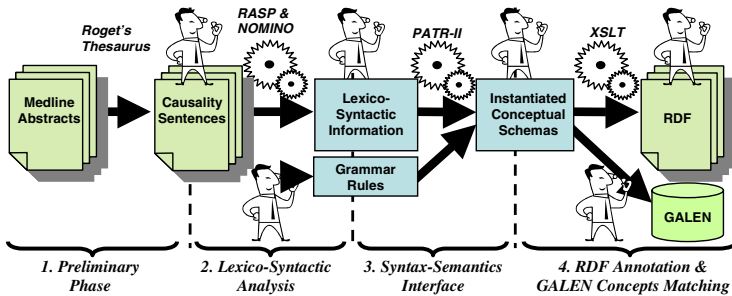 Roget's
Thesaurus
RASP &
NOMINO
PATR-II
XSLT
Medline
Abstracts
Causality
Sentences
Lexico-
Syntactic
Information
Instantiated
Conceptual
Schemas
RDF
Grammar
Rules
GALEN
1. Preliminary
Phase
2. Lexico-Syntactic
Analysis
3. Syntax-Semantics
Interface
4. RDF Annotation &
GALEN Concepts Matching